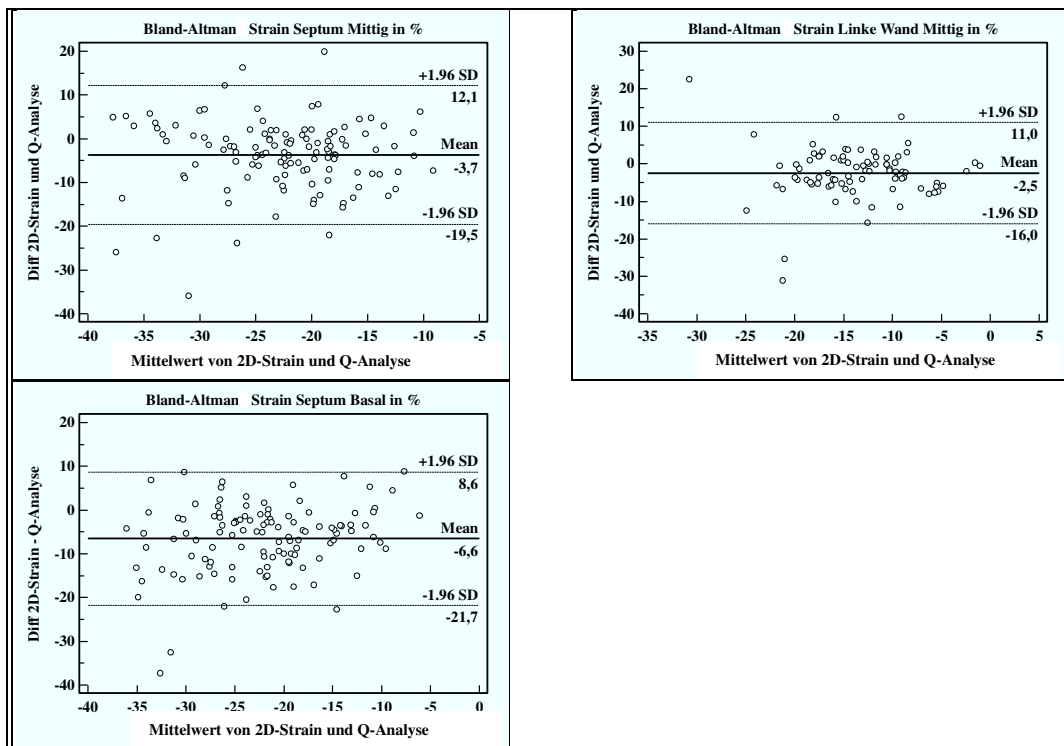 Bland-Altman Strain Septum Mittig in %
Diff 2D-Strain und Q-Analyse
20
10
0
-10
-20
-30
-40
+1.96 SD
12,1
Mean
-3,7
-1.96 SD
-19,5
-40 -35 -30 -25 -20 -15 -10 -5
Mittelwert von 2D-Strain und Q-Analyse
Bland-Altman Strain Linke Wand Mittig in %
Diff 2D-Strain und Q-Analyse
30
20
10
0
-10
-20
-30
-40
+1.96 SD
11,0
Mean
-2,5
-1.96 SD
-16,0
-35 -30 -25 -20 -15 -10 -5 0 5
Mittelwert von 2D-Strain und Q-Analyse
Bland-Altman Strain Septum Basal in %
Diff 2D-Strain - Q-Analyse
20
10
0
-10
-20
-30
-40
+1.96 SD
8,6
Mean
-6,6
-1.96 SD
-21,7
-40 -35 -30 -25 -20 -15 -10 -5 0
Mittelwert von 2D-Strain und Q-Analyse